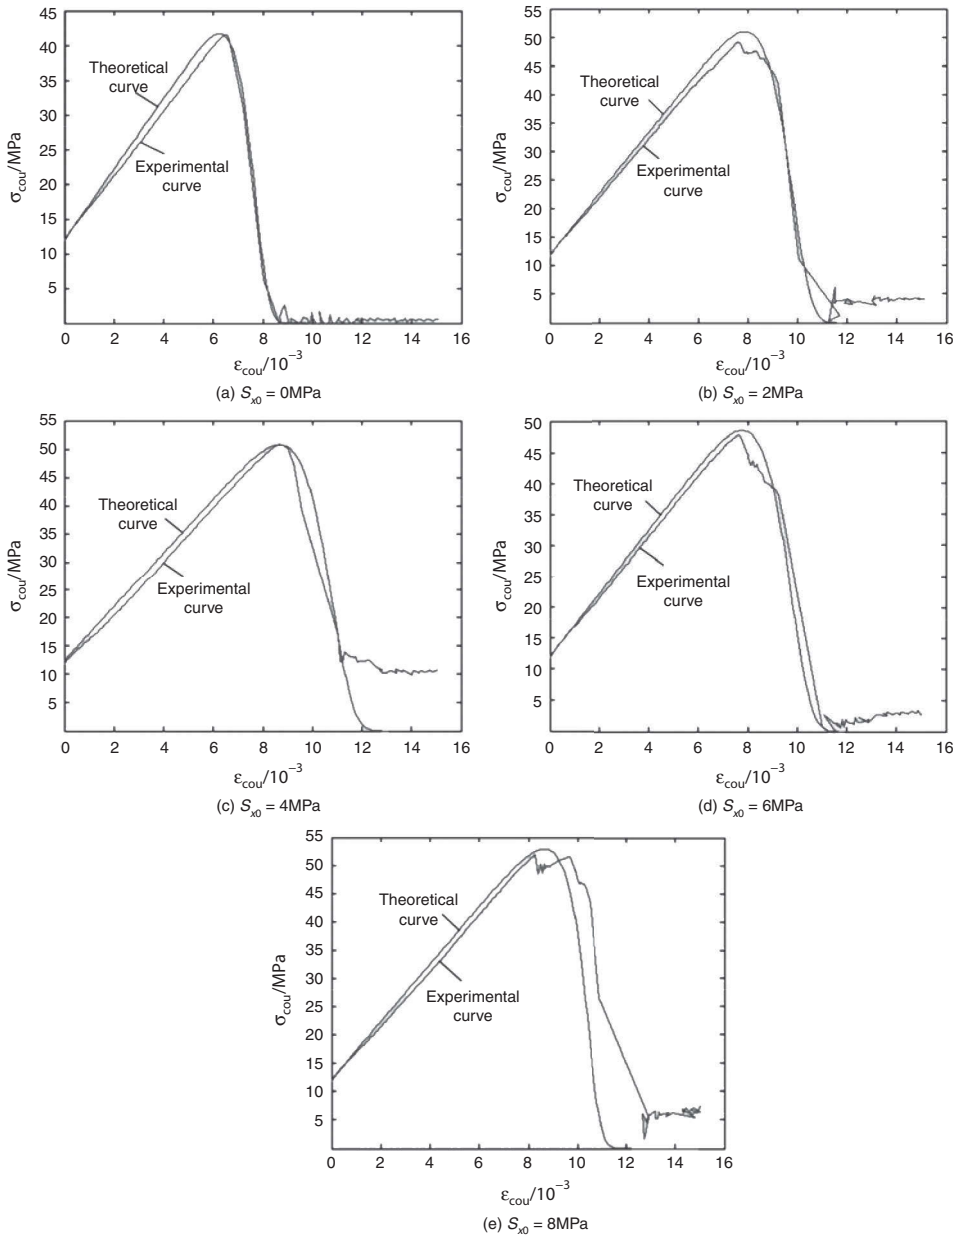 45
40
35
30
25
20
15
10
5
σcou/MPa
Theoretical
curve
Experimental
curve
0 2 4 6 8 10 12 14 16
εcou/10−3
(a) Sx0 = 0MPa
55
50
45
40
35
30
25
20
15
10
5
σcou/MPa
Theoretical
curve
Experimental
curve
0 2 4 6 8 10 12 14 16
εcou/10−3
(b) Sx0 = 2MPa
55
50
45
40
35
30
25
20
15
10
5
σcou/MPa
Theoretical
curve
Experimental
curve
0 2 4 6 8 10 12 14 16
εcou/10−3
(c) Sx0 = 4MPa
50
45
40
35
30
25
20
15
10
5
σcou/MPa
Theoretical
curve
Experimental
curve
0 2 4 6 8 10 12 14 16
εcou/10−3
(d) Sx0 = 6MPa
55
50
45
40
35
30
25
20
15
10
5
σcou/MPa
Theoretical
curve
Experimental
curve
0 2 4 6 8 10 12 14 16
εcou/10−3
(e) Sx0 = 8MPa